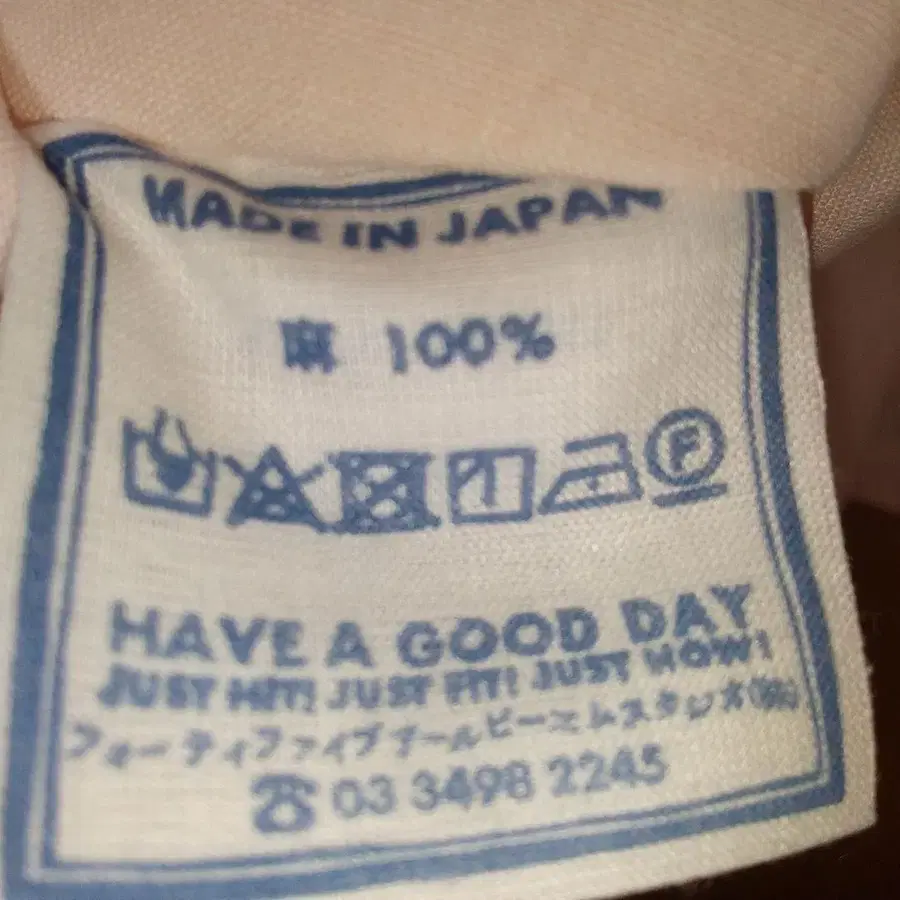 MADE IN JAPAN
麻 100%
F
HAVE A GOOD DAY
JUST HIT! JUST FIT! JUST NOW!
フォーティファイブアールピーエムスタジオ(株)
☎ 03 3498 2245